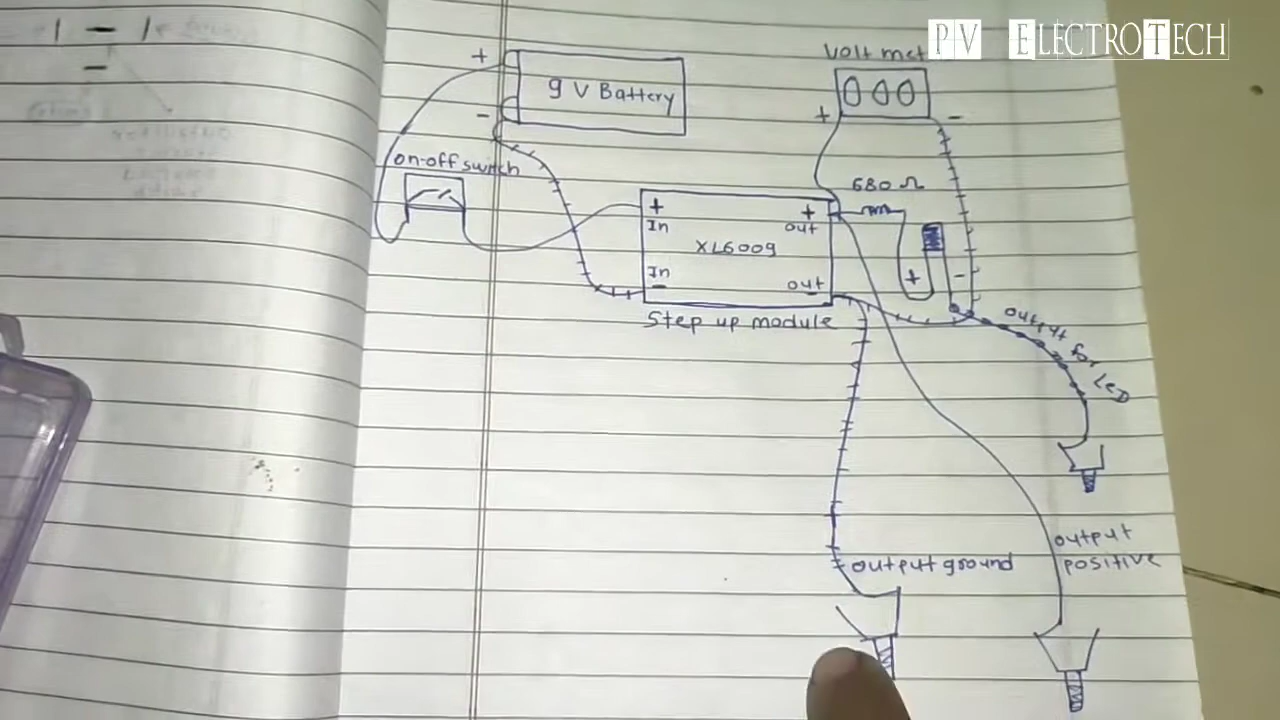 PV ELECTROTECH
+
9 V Battery
-
on-off switch
Volt met
000
+
-
680 Ω
+
In
+
out
XL6009
In
-
out
-
Step up module
+
-
output for LED
output ground
output
positive